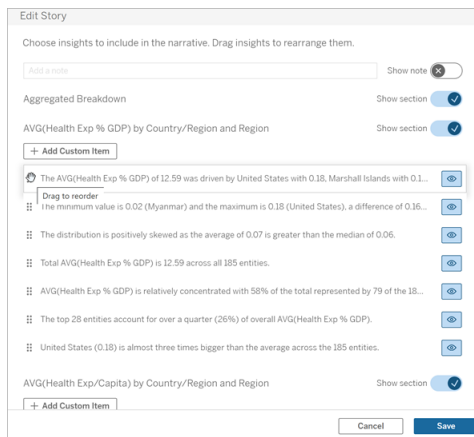 Edit Story
Choose insights to include in the narrative. Drag insights to rearrange them.
Add a note
Show note
Aggregated Breakdown
Show section
AVG(Health Exp % GDP) by Country/Region and Region
Show section
+ Add Custom Item
The AVG(Health Exp % GDP) of 12.59 was driven by United States with 0.18, Marshall Islands with 0.1...
Drag to reorder
The minimum value is 0.02 (Myanmar) and the maximum is 0.18 (United States), a difference of 0.16...
The distribution is positively skewed as the average of 0.07 is greater than the median of 0.06.
Total AVG(Health Exp % GDP) is 12.59 across all 185 entities.
AVG(Health Exp % GDP) is relatively concentrated with 58% of the total represented by 79 of the 18...
The top 28 entities account for over a quarter (26%) of overall AVG(Health Exp % GDP).
United States (0.18) is almost three times bigger than the average across the 185 entities.
AVG(Health Exp/Capita) by Country/Region and Region
Show section
+ Add Custom Item
Cancel
Save